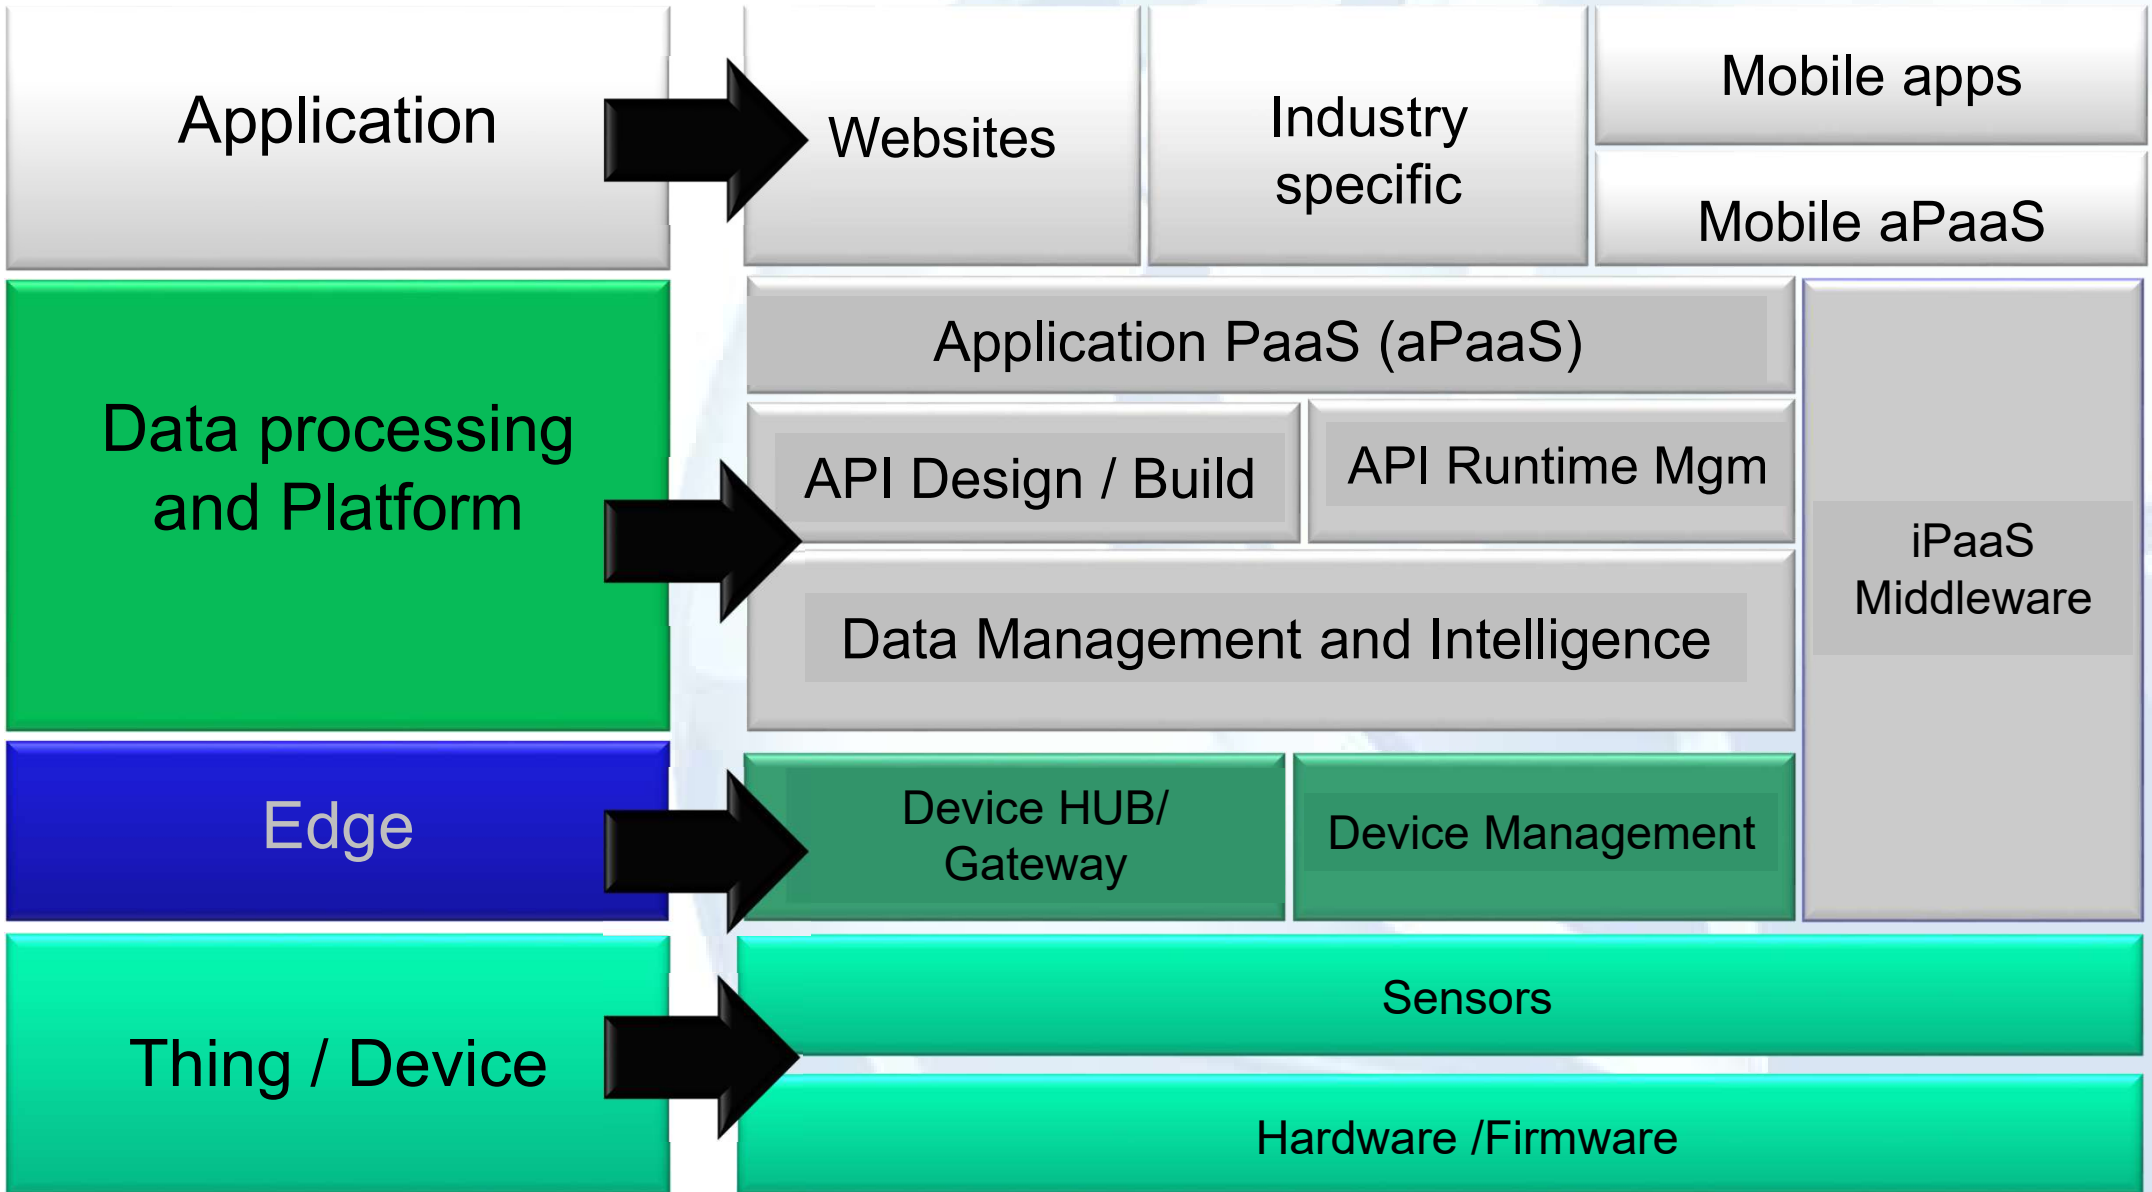 Application
Websites
Industry
specific
Mobile apps
Mobile aPaaS
Data processing
and Platform
Application PaaS (aPaaS)
API Design / Build
API Runtime Mgm
Data Management and Intelligence
iPaaS
Middleware
Edge
Device HUB/
Gateway
Device Management
Thing / Device
Sensors
Hardware /Firmware